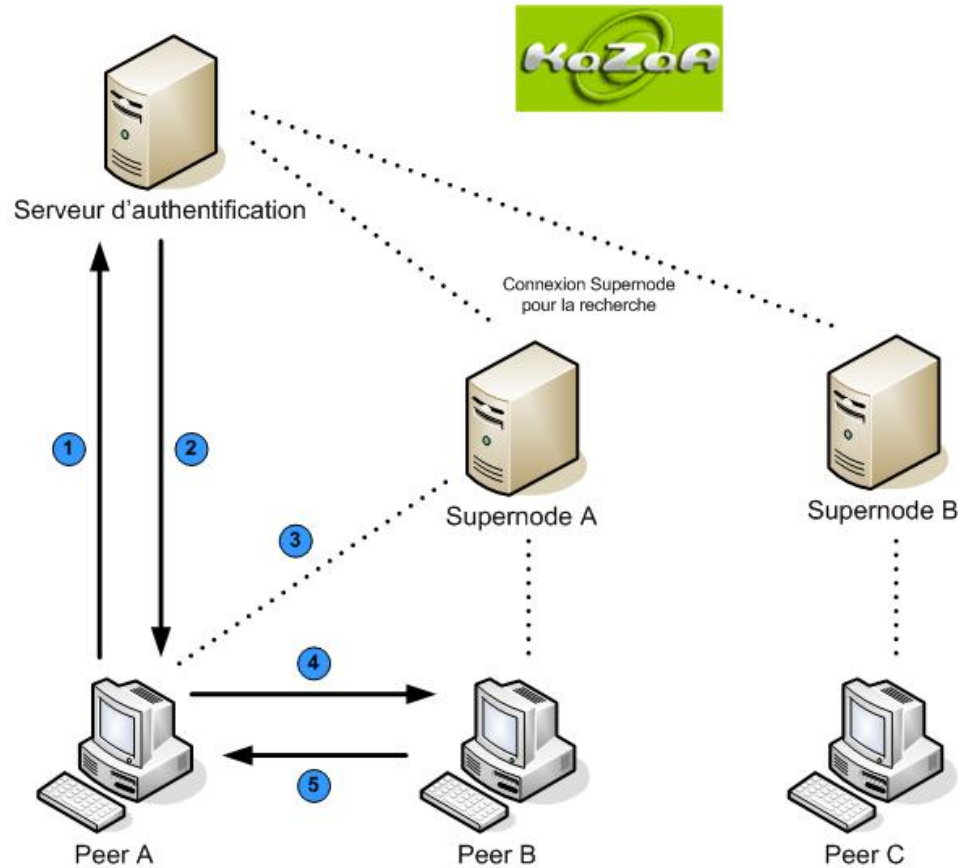 KaZaA
Serveur d'authentification
Connexion Supernode
pour la recherche
1
2
Supernode A
Supernode B
3
4
5
Peer A
Peer B
Peer C